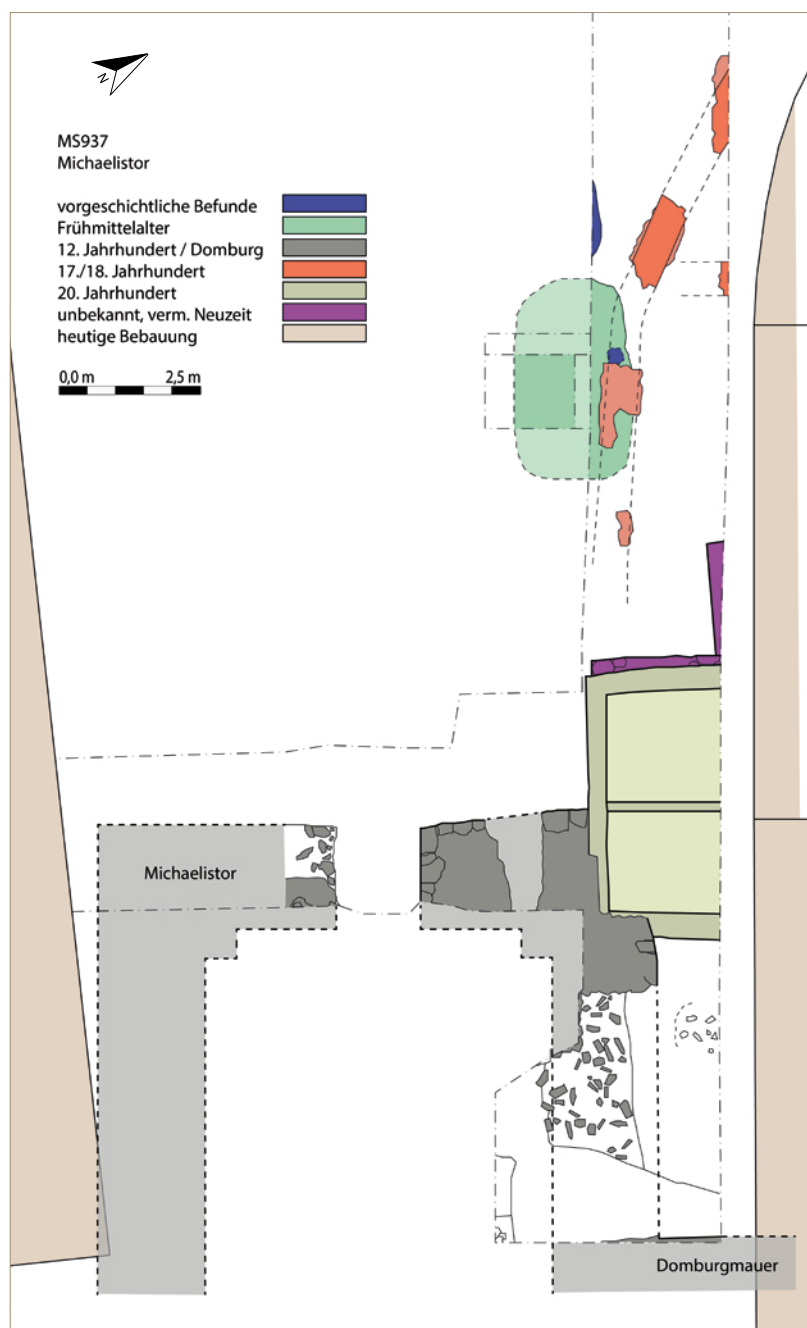 N
MS937
Michaelistor
vorgeschichtliche Befunde
Frühmittelalter
12. Jahrhundert / Domburg
17./18. Jahrhundert
20. Jahrhundert
unbekannt, verm. Neuzeit
heutige Bebauung
0,0 m 2,5 m
Michaelistor
Domburgmauer